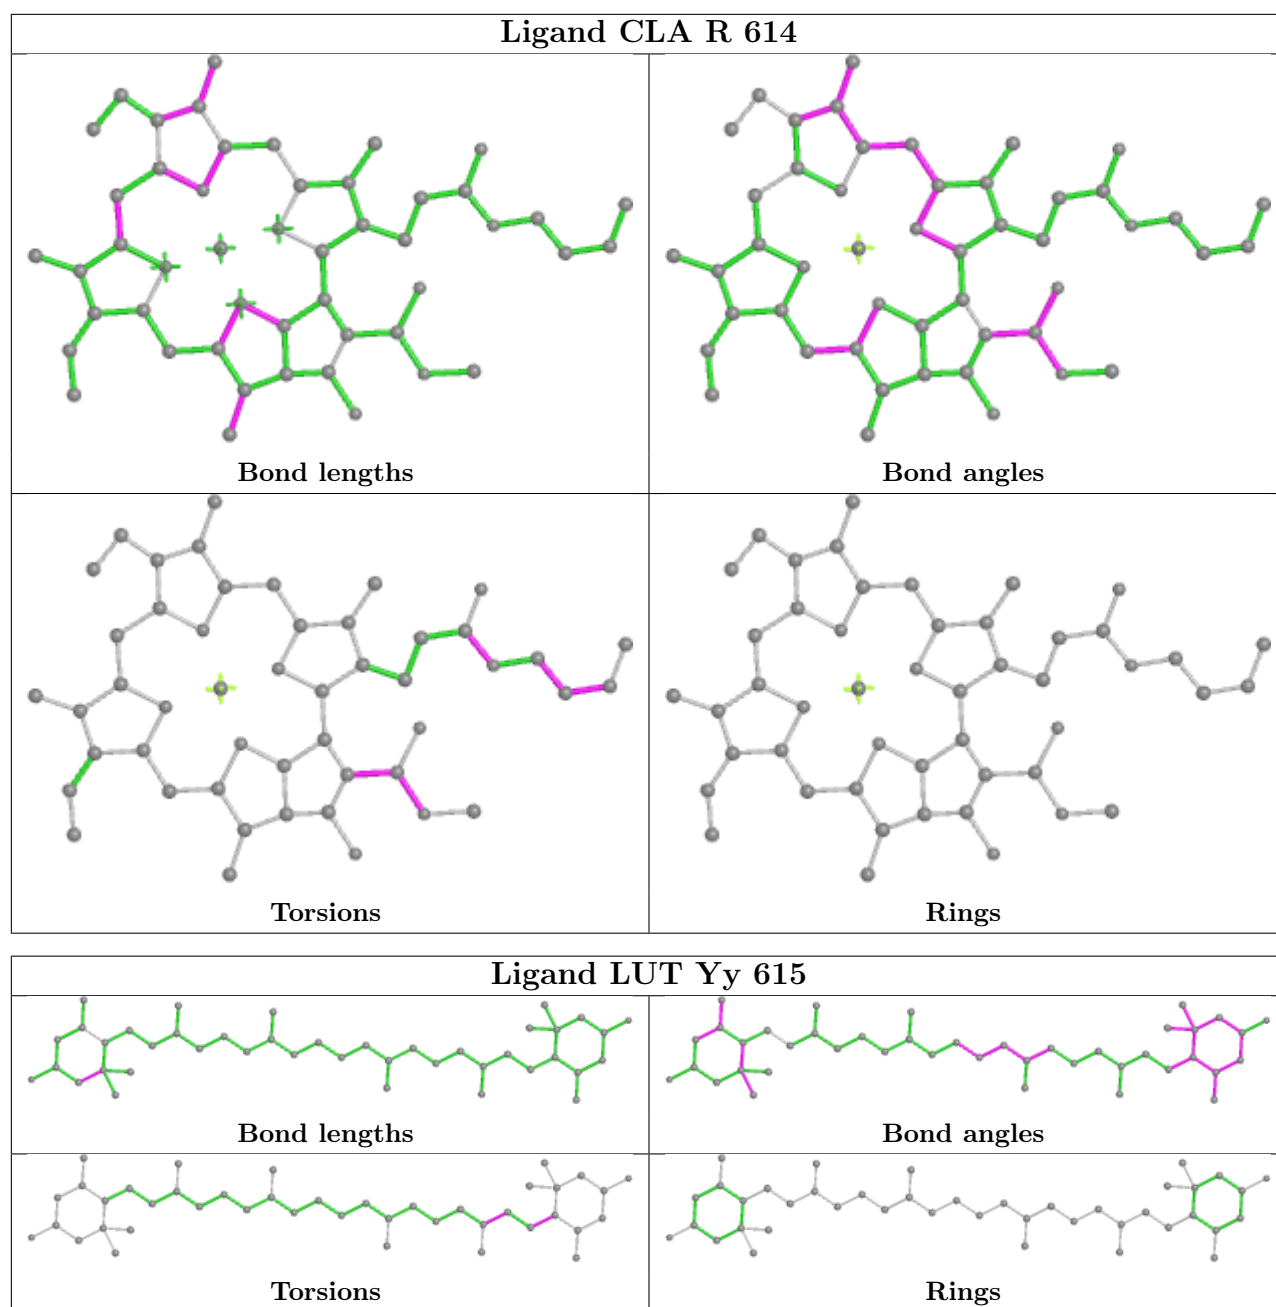 Ligand CLA R 614
Bond lengths
Bond angles
Torsions
Rings
Ligand LUT Yy 615
Bond lengths
Bond angles
Torsions
Rings